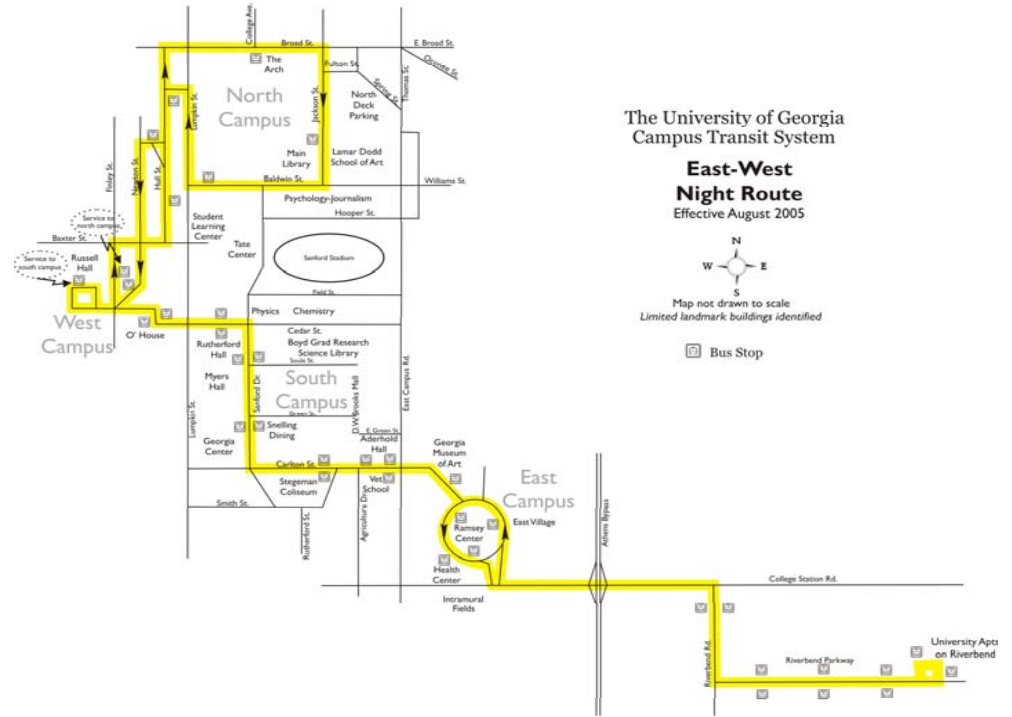 College Ave.
Broad St.
E. Broad St.
The
Arch
Fulton St.
Oconee St.
Spring St.
Thomas St.
North
Campus
Lumpkin St.
Jackson St.
North
Deck
Parking
The University of Georgia
Campus Transit System
East-West
Night Route
Effective August 2005
N
W
E
S
Map not drawn to scale
Limited landmark buildings identified
Bus Stop
Main
Library
Lamar Dodd
School of Art
Finley St.
Newton St.
Hull St.
Baldwin St.
Williams St.
Psychology-Journalism
Hooper St.
Service to
north campus
Student
Learning
Center
Tate
Center
Baxter St.
Service to
south campus
Russell
Hall
Sanford Stadium
Field St.
West
Campus
O' House
Physics
Chemistry
Rutherford
Hall
Cedar St.
Boyd Grad Research
Science Library
Soule St.
Myers
Hall
South
Campus
Sanford Dr.
D.W. Brooks Mall
East Campus Rd.
Lumpkin St.
Green St.
Snelling
Dining
E. Green St.
Aderhold
Hall
Georgia
Center
Georgia
Museum
of Art
Carlton St.
Stegeman
Coliseum
Vet
School
East
Campus
Smith St.
Rutherford St.
Agriculture Dr.
Ramsey
Center
East Village
Athens Bypass
Health
Center
Intramural
Fields
College Station Rd.
Riverbend Rd.
Riverbend Parkway
University Apts
on Riverbend